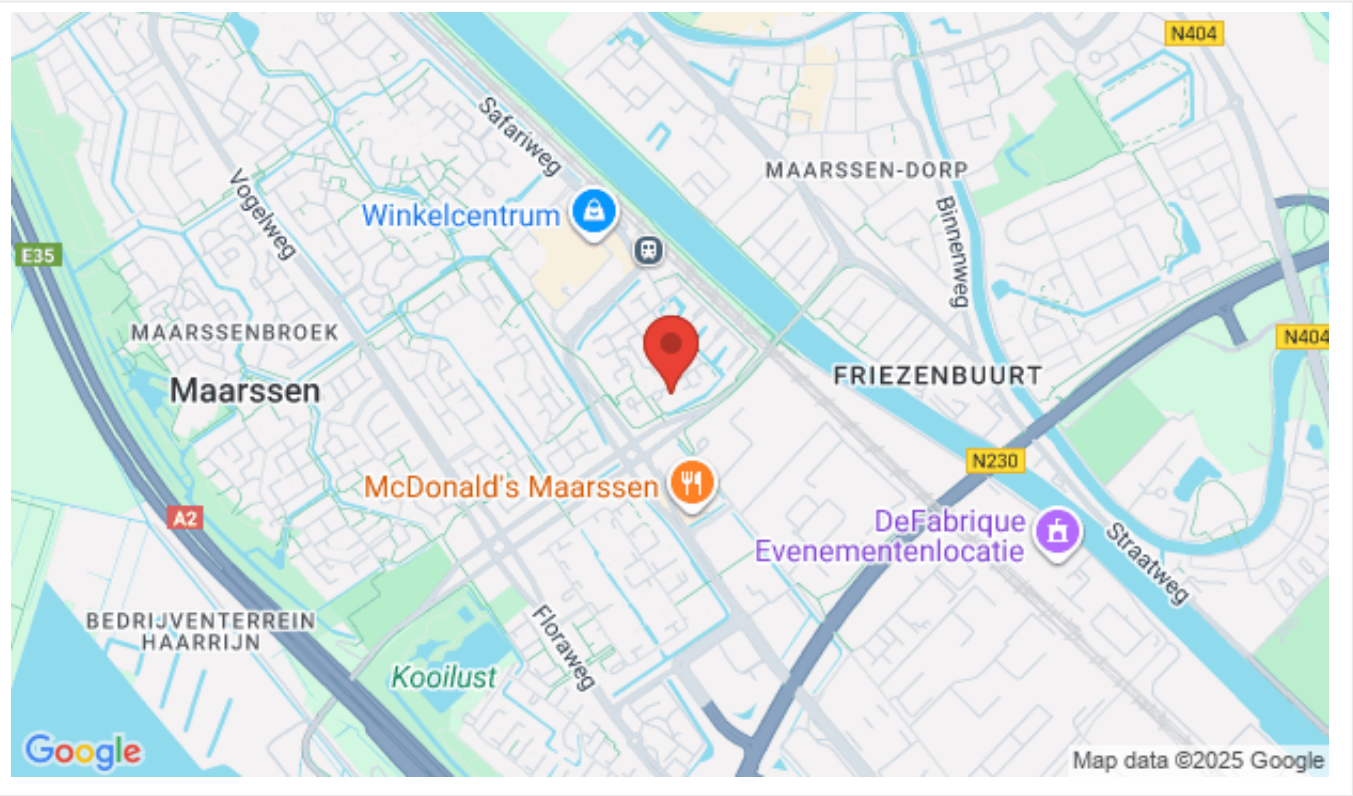 N404
Safariweg
MAARSSEN-DORP
Vogelweg
Winkelcentrum
Binnenweg
E35
MAARSSENBROEK
N404
Maarssen
FRIEZENBUURT
N230
McDonald's Maarssen
A2
DeFabrique
Evenementenlocatie
Straatweg
BEDRIJVENTERREIN
HAARRIJN
Floraweg
Kooilust
Google
Map data ©2025 Google